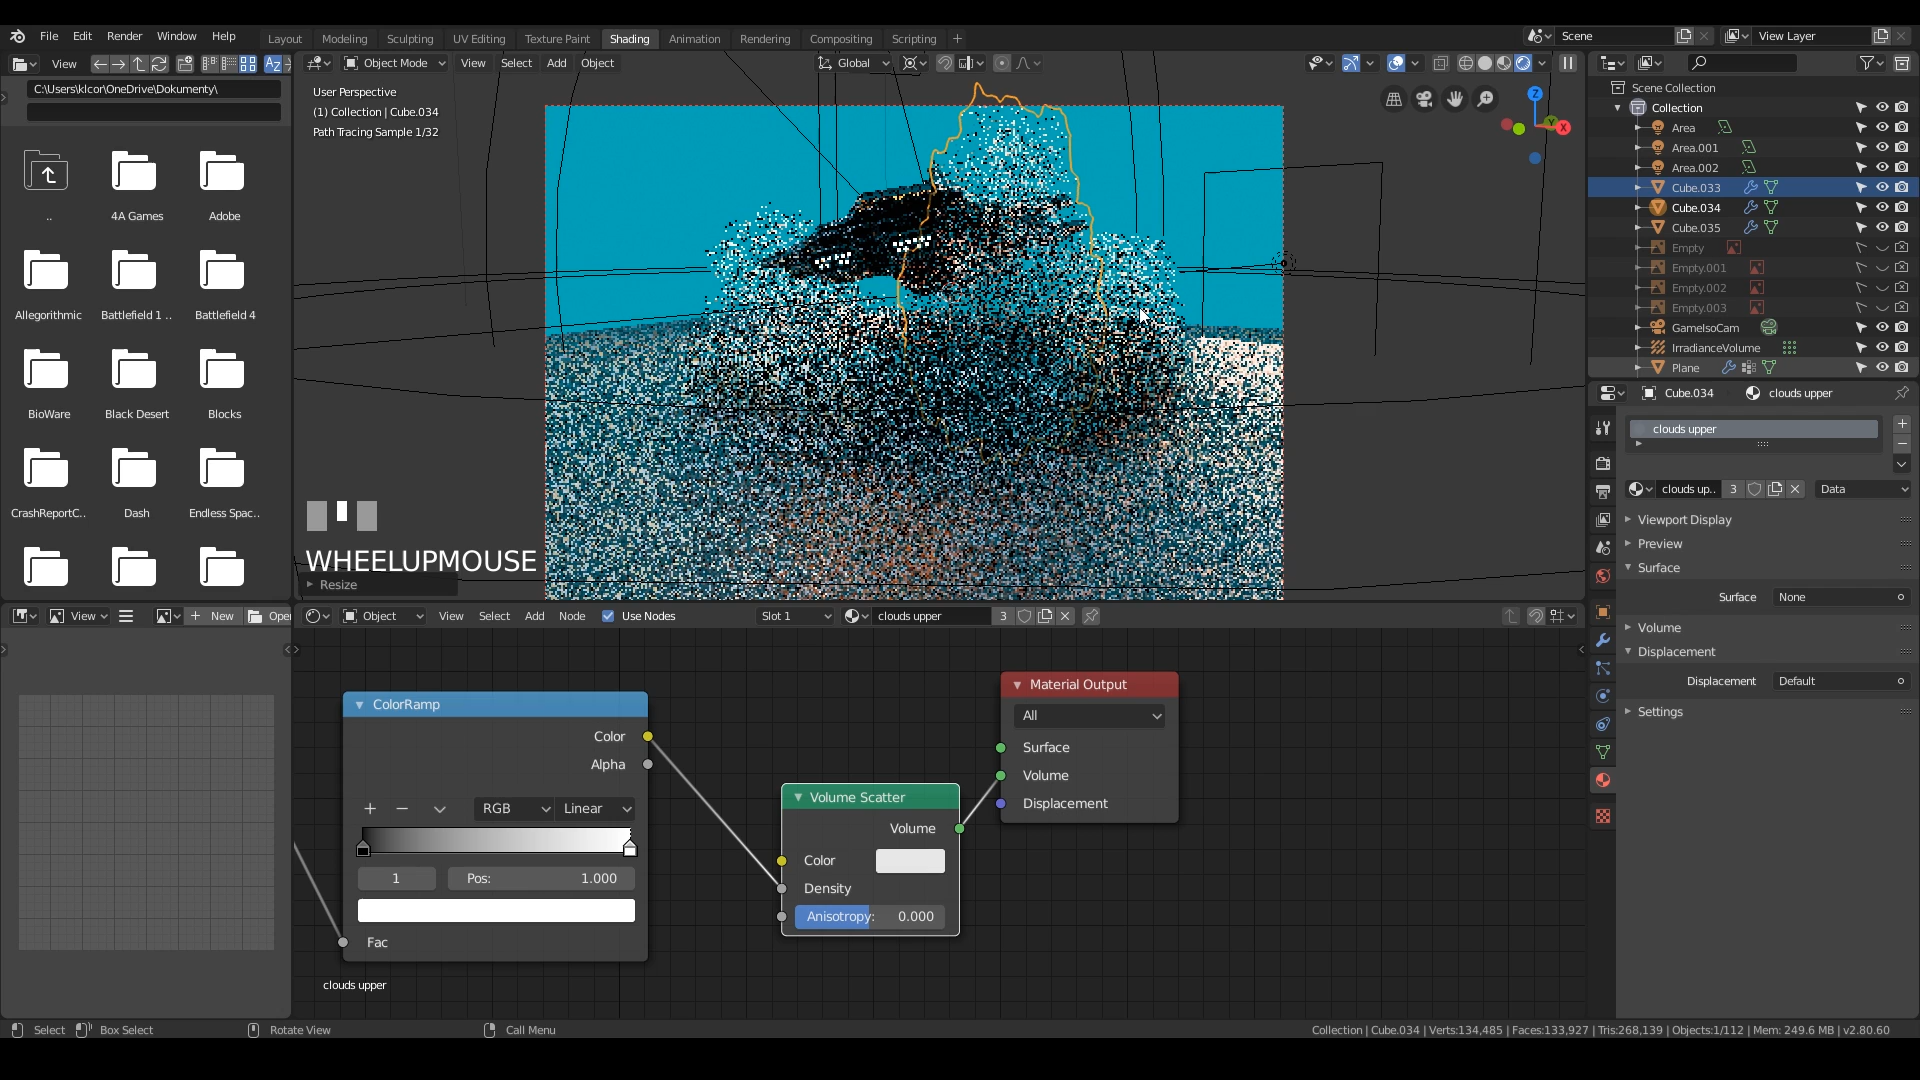 File Edit Render Window Help
Layout Modeling Sculpting UV Editing Texture Paint Shading Animation Rendering Compositing Scripting +
Scene
View Layer
View
C:\Users\klcor\OneDrive\Dokumenty\
..
4A Games
Adobe
Allegorithmic
Battlefield 1 ..
Battlefield 4
BioWare
Black Desert
Blocks
CrashReportC..
Dash
Endless Spac..
Object Mode View Select Add Object
Global
User Perspective
(1) Collection | Cube.034
Path Tracing Sample 1/32
Z
Y
X
WHEELUPMOUSE
Resize
Scene Collection
Collection
Area
Area.001
Area.002
Cube.033
Cube.034
Cube.035
Empty
Empty.001
Empty.002
Empty.003
GameIsoCam
IrradianceVolume
Plane
Cube.034 clouds upper
clouds upper
clouds up.. 3 Data
Viewport Display
Preview
Surface
Surface None
Volume
Displacement
Displacement Default
Settings
View + New Open
Object View Select Add Node Use Nodes Slot 1 clouds upper 3
ColorRamp
Color
Alpha
+ − RGB Linear
1 Pos: 1.000
Fac
Volume Scatter
Volume
Color
Density
Anisotropy: 0.000
Material Output
All
Surface
Volume
Displacement
clouds upper
Select Box Select Rotate View Call Menu
Collection | Cube.034 | Verts:134,485 | Faces:133,927 | Tris:268,139 | Objects:1/112 | Mem: 249.6 MB | v2.80.60